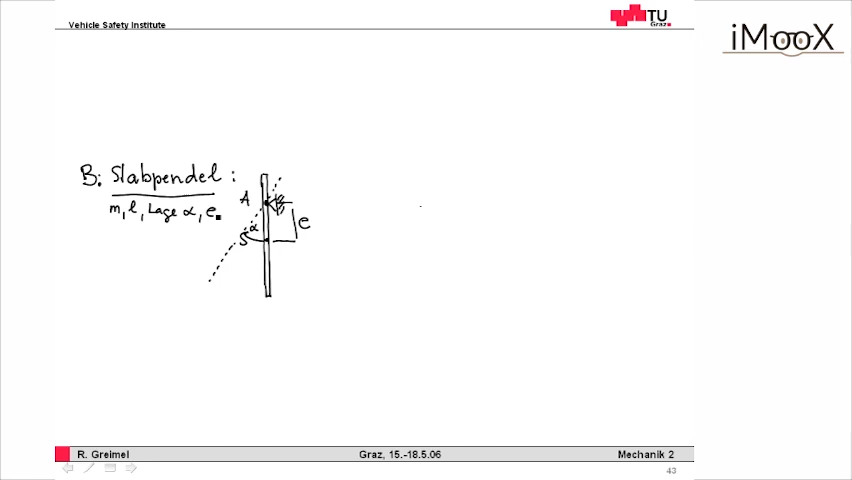 Vehicle Safety Institute
TU
Graz
iMooX
B: Stabpendel:
m, l, Lage α, e
A
e
α
S
R. Greimel
Graz, 15.-18.5.06
Mechanik 2
43